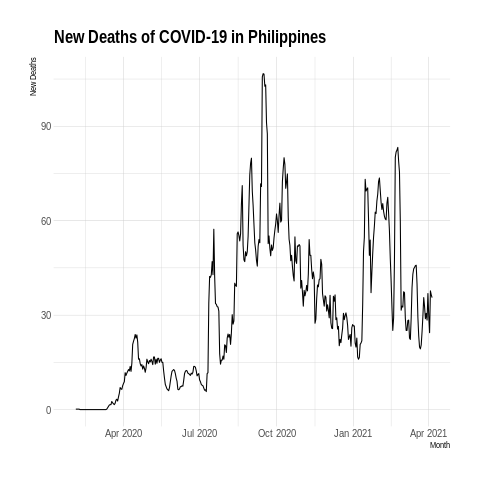 New Deaths of COVID-19 in Philippines
New Deaths
90
60
30
0
Apr 2020 Jul 2020 Oct 2020 Jan 2021 Apr 2021
Month